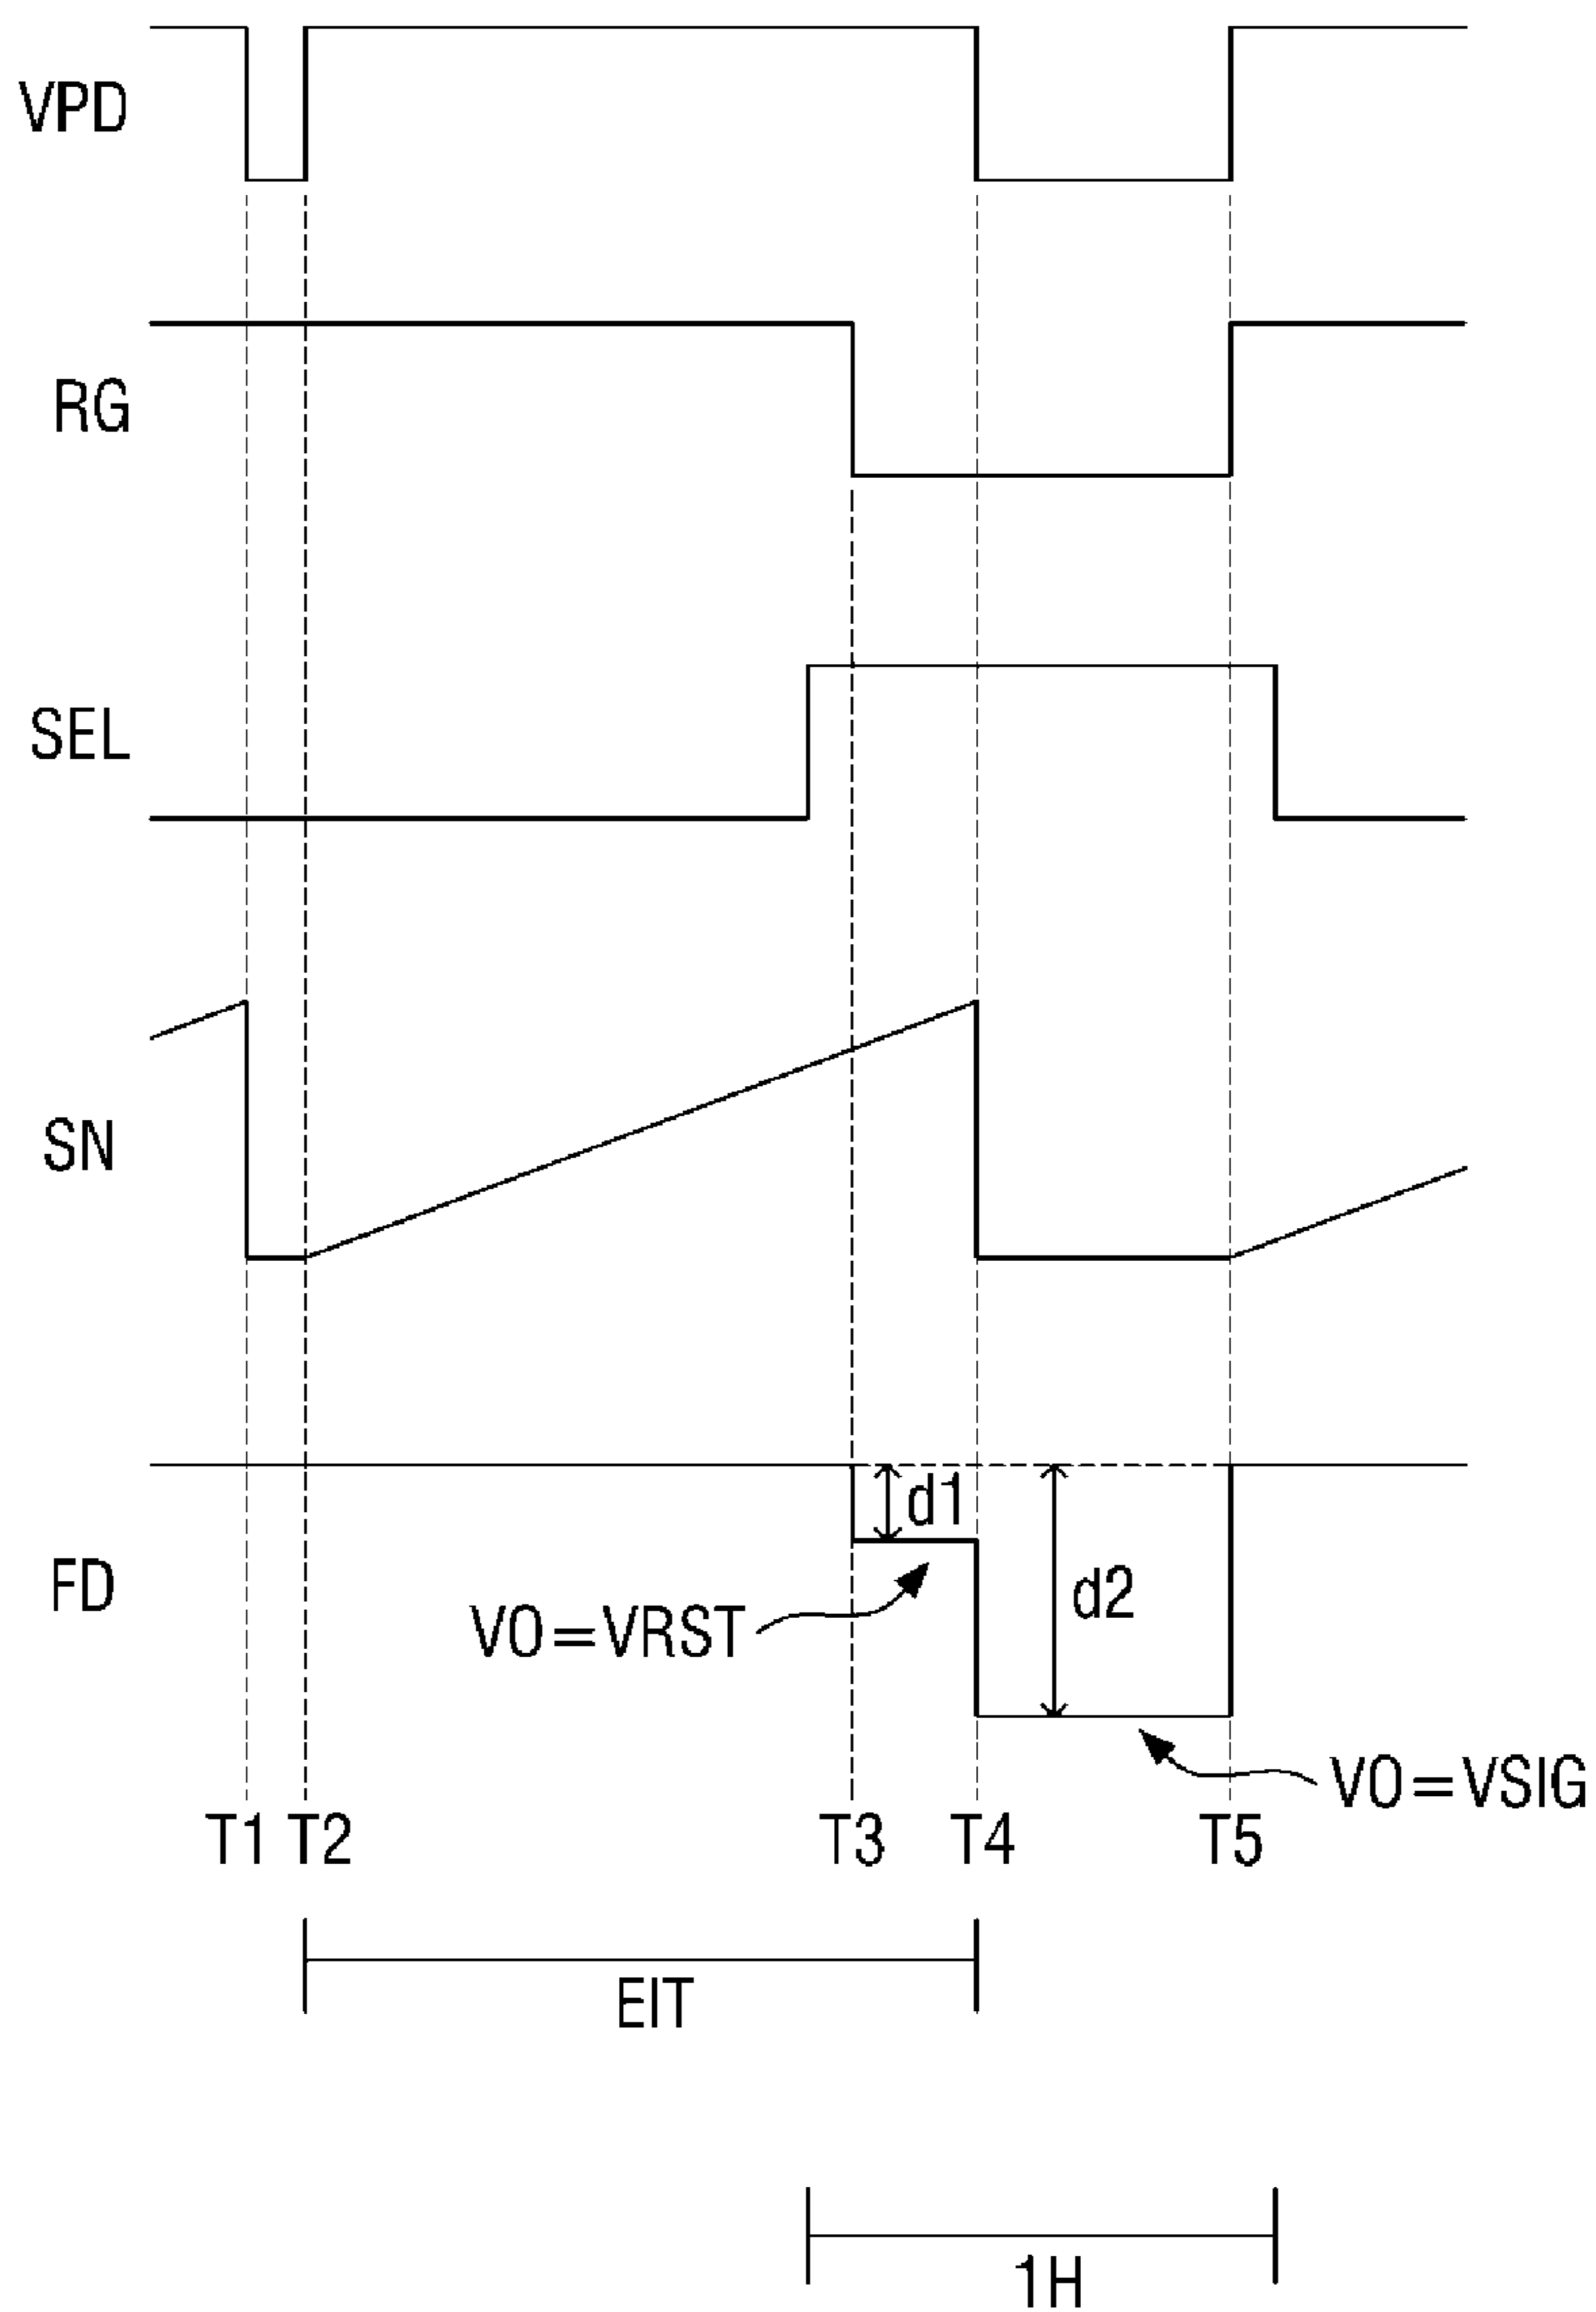 VPD
RG
SEL
SN
FD
d1
d2
VO=VRST
VO=VSIG
T1 T2 T3 T4 T5
EIT
1H